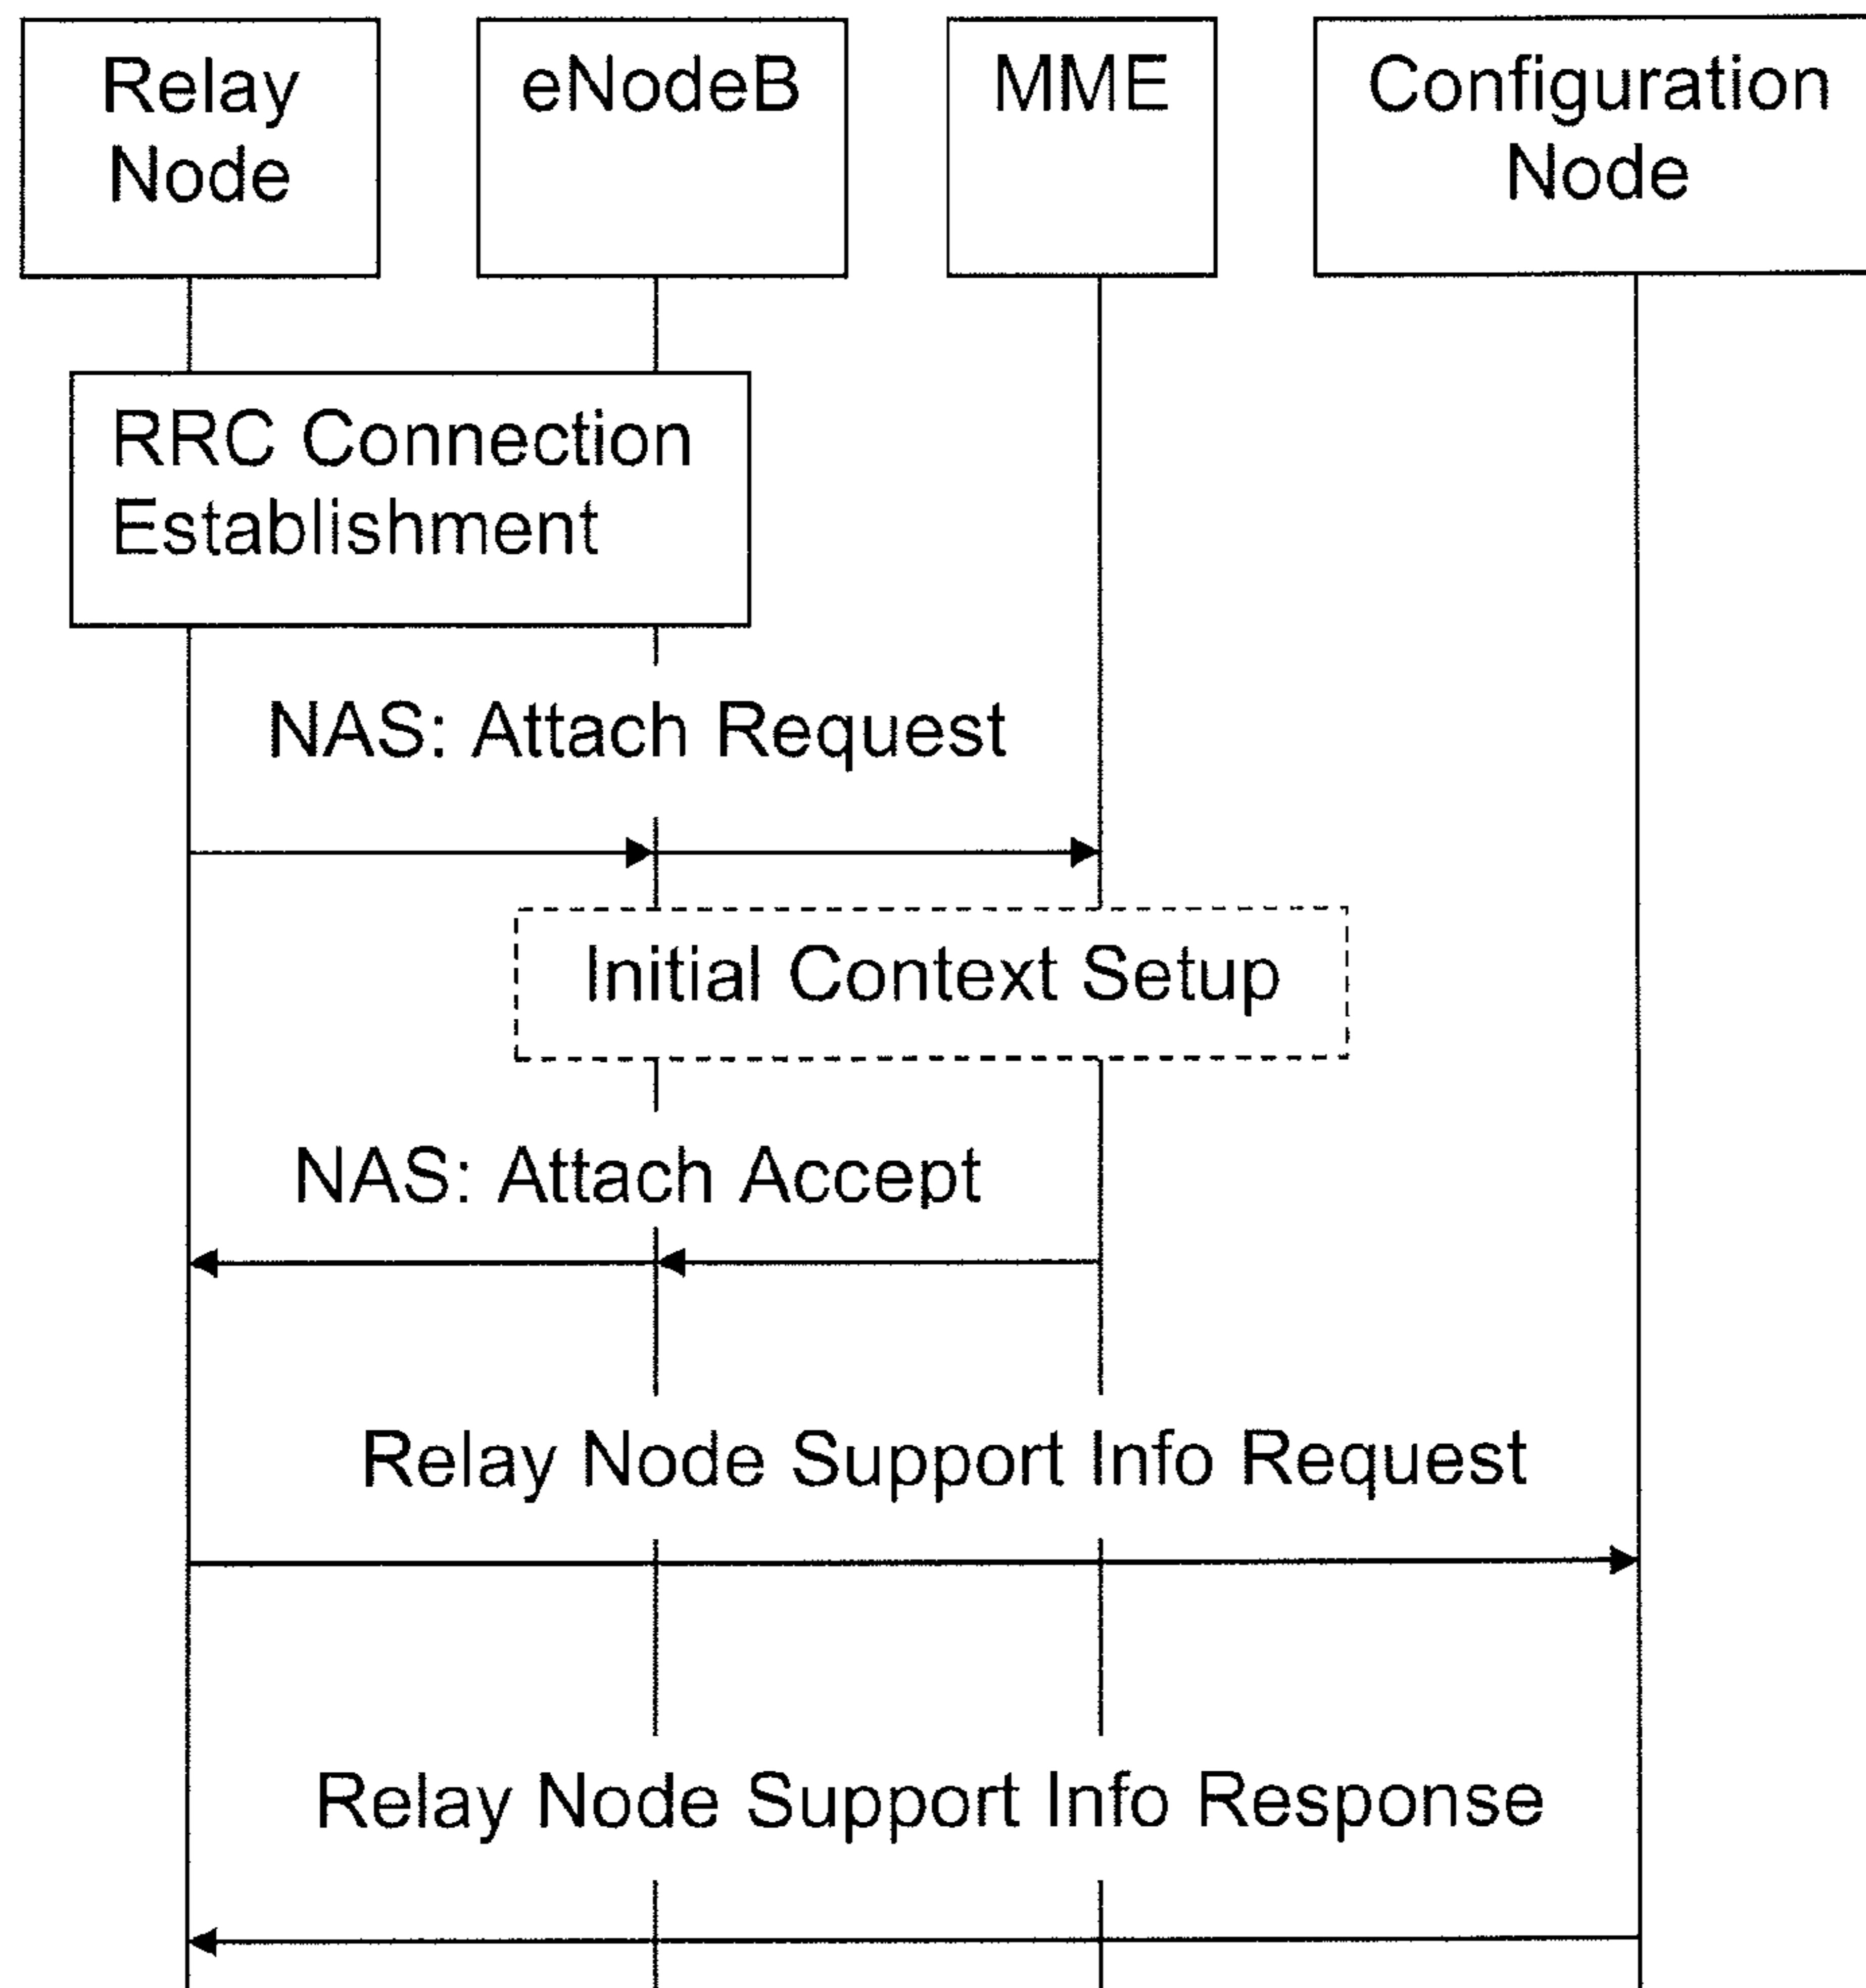 Relay
Node
eNodeB
MME
Configuration
Node
RRC Connection
Establishment
NAS: Attach Request
Initial Context Setup
NAS: Attach Accept
Relay Node Support Info Request
Relay Node Support Info Response